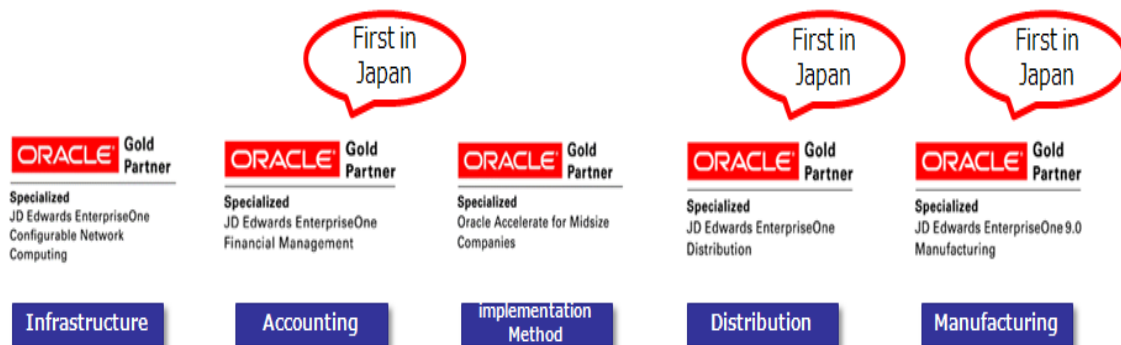 First in
Japan
First in
Japan
First in
Japan
ORACLE Gold
Partner
Specialized
JD Edwards EnterpriseOne
Configurable Network
Computing
ORACLE Gold
Partner
Specialized
JD Edwards EnterpriseOne
Financial Management
ORACLE Gold
Partner
Specialized
Oracle Accelerate for Midsize
Companies
ORACLE Gold
Partner
Specialized
JD Edwards EnterpriseOne
Distribution
ORACLE Gold
Partner
Specialized
JD Edwards EnterpriseOne 9.0
Manufacturing
Infrastructure
Accounting
implementation
Method
Distribution
Manufacturing